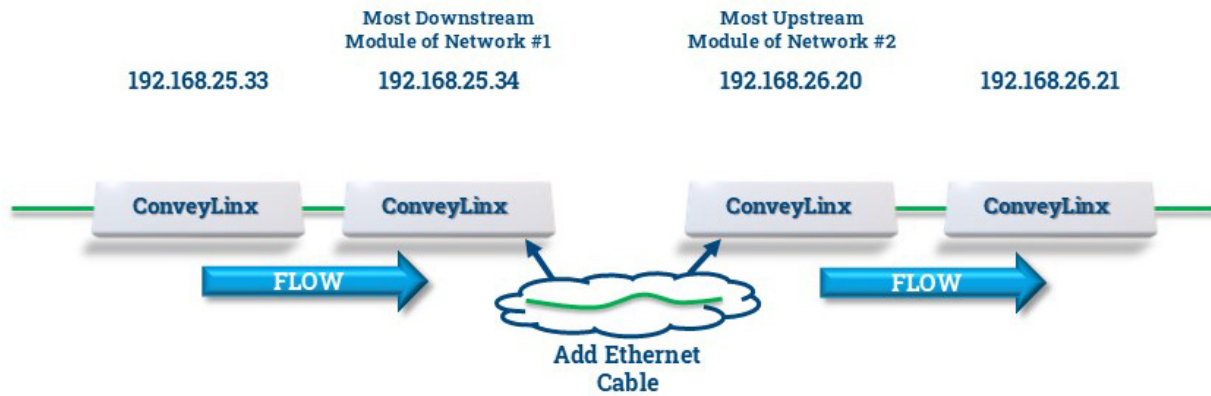 Most Downstream
Module of Network #1
Most Upstream
Module of Network #2
192.168.25.33
192.168.25.34
192.168.26.20
192.168.26.21
ConveyLinx
ConveyLinx
ConveyLinx
ConveyLinx
FLOW
FLOW
Add Ethernet
Cable